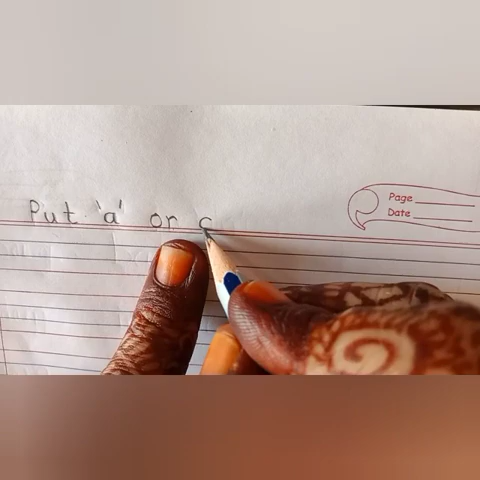 Put 'a' or c
Page
Date